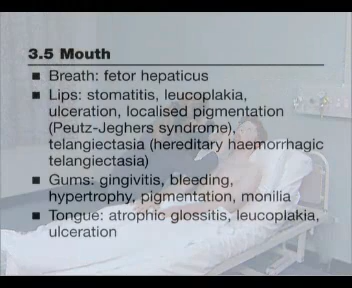 3.5 Mouth
■ Breath: fetor hepaticus
■ Lips: stomatitis, leucoplakia,
ulceration, localised pigmentation
(Peutz-Jeghers syndrome),
telangiectasia (hereditary haemorrhagic
telangiectasia)
■ Gums: gingivitis, bleeding,
hypertrophy, pigmentation, monilia
■ Tongue: atrophic glossitis, leucoplakia,
ulceration